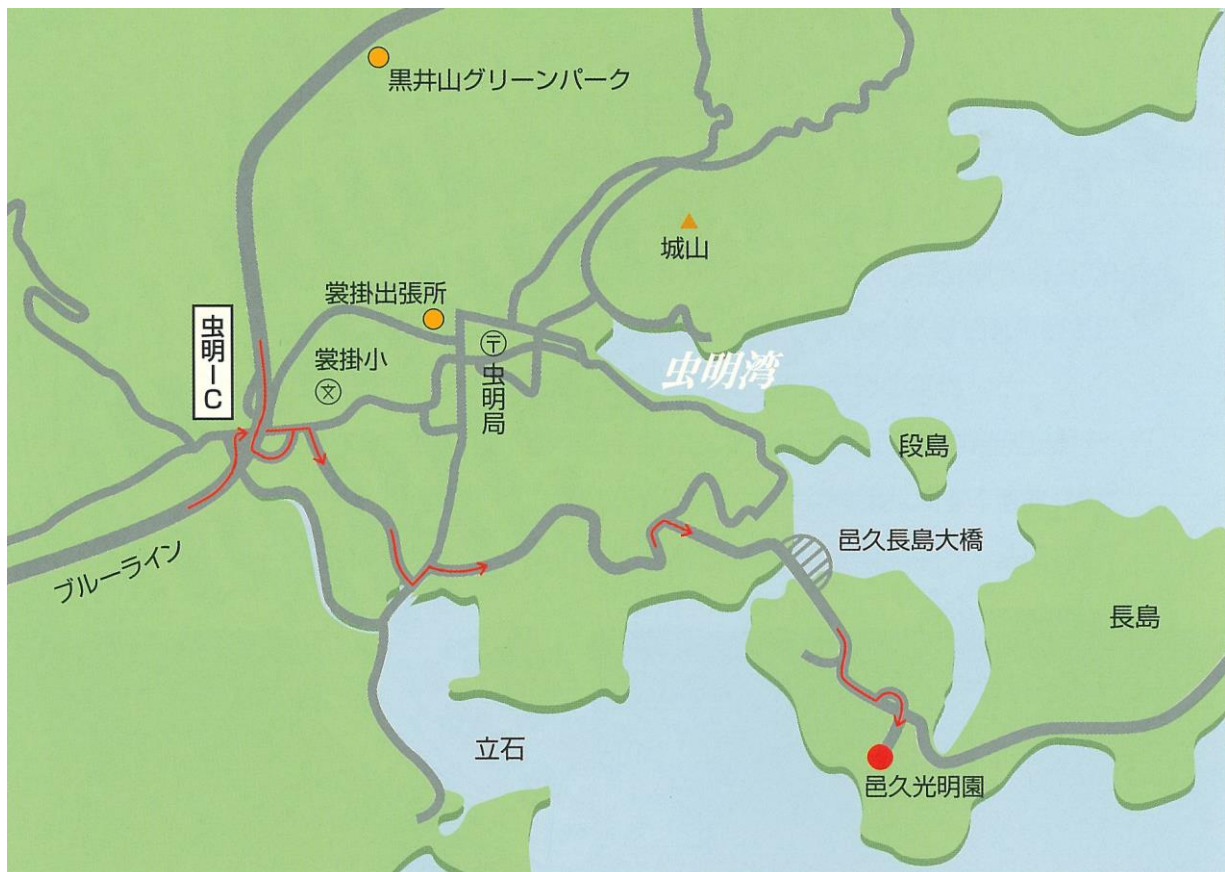 黒井山グリーンパーク
城山
裳掛出張所
虫明IC
裳掛小
文
〒
虫明局
虫明湾
段島
邑久長島大橋
ブルーライン
長島
立石
邑久光明園